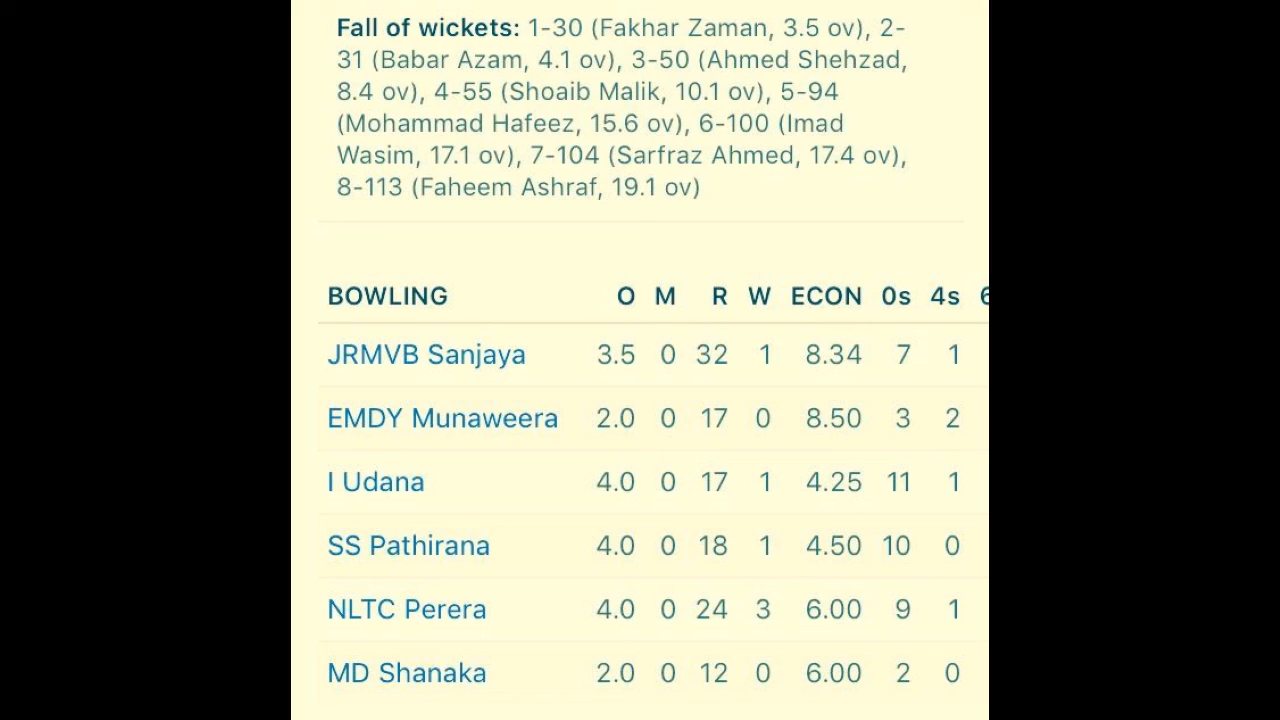 Fall of wickets: 1-30 (Fakhar Zaman, 3.5 ov), 2-
31 (Babar Azam, 4.1 ov), 3-50 (Ahmed Shehzad,
8.4 ov), 4-55 (Shoaib Malik, 10.1 ov), 5-94
(Mohammad Hafeez, 15.6 ov), 6-100 (Imad
Wasim, 17.1 ov), 7-104 (Sarfraz Ahmed, 17.4 ov),
8-113 (Faheem Ashraf, 19.1 ov)
BOWLING O M R W ECON 0s 4s
JRMVB Sanjaya 3.5 0 32 1 8.34 7 1
EMDY Munaweera 2.0 0 17 0 8.50 3 2
I Udana 4.0 0 17 1 4.25 11 1
SS Pathirana 4.0 0 18 1 4.50 10 0
NLTC Perera 4.0 0 24 3 6.00 9 1
MD Shanaka 2.0 0 12 0 6.00 2 0